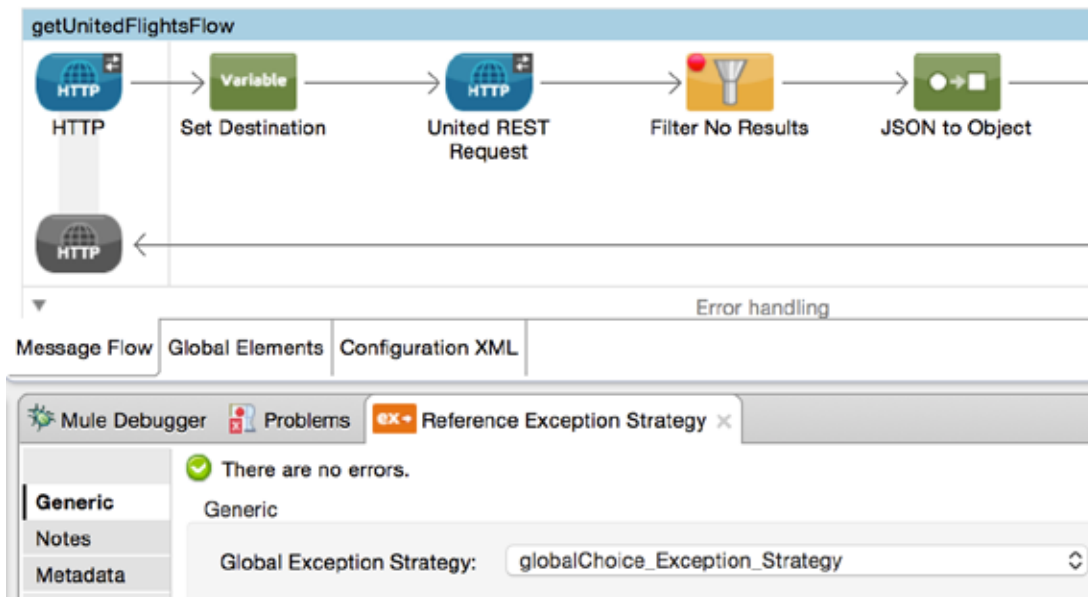 getUnitedFlightsFlow
HTTP
Variable
HTTP
HTTP
Set Destination
United REST
Request
Filter No Results
JSON to Object
HTTP
Error handling
Message Flow
Global Elements
Configuration XML
Mule Debugger
Problems
ex
Reference Exception Strategy
There are no errors.
Generic
Notes
Metadata
Generic
Global Exception Strategy:
globalChoice_Exception_Strategy